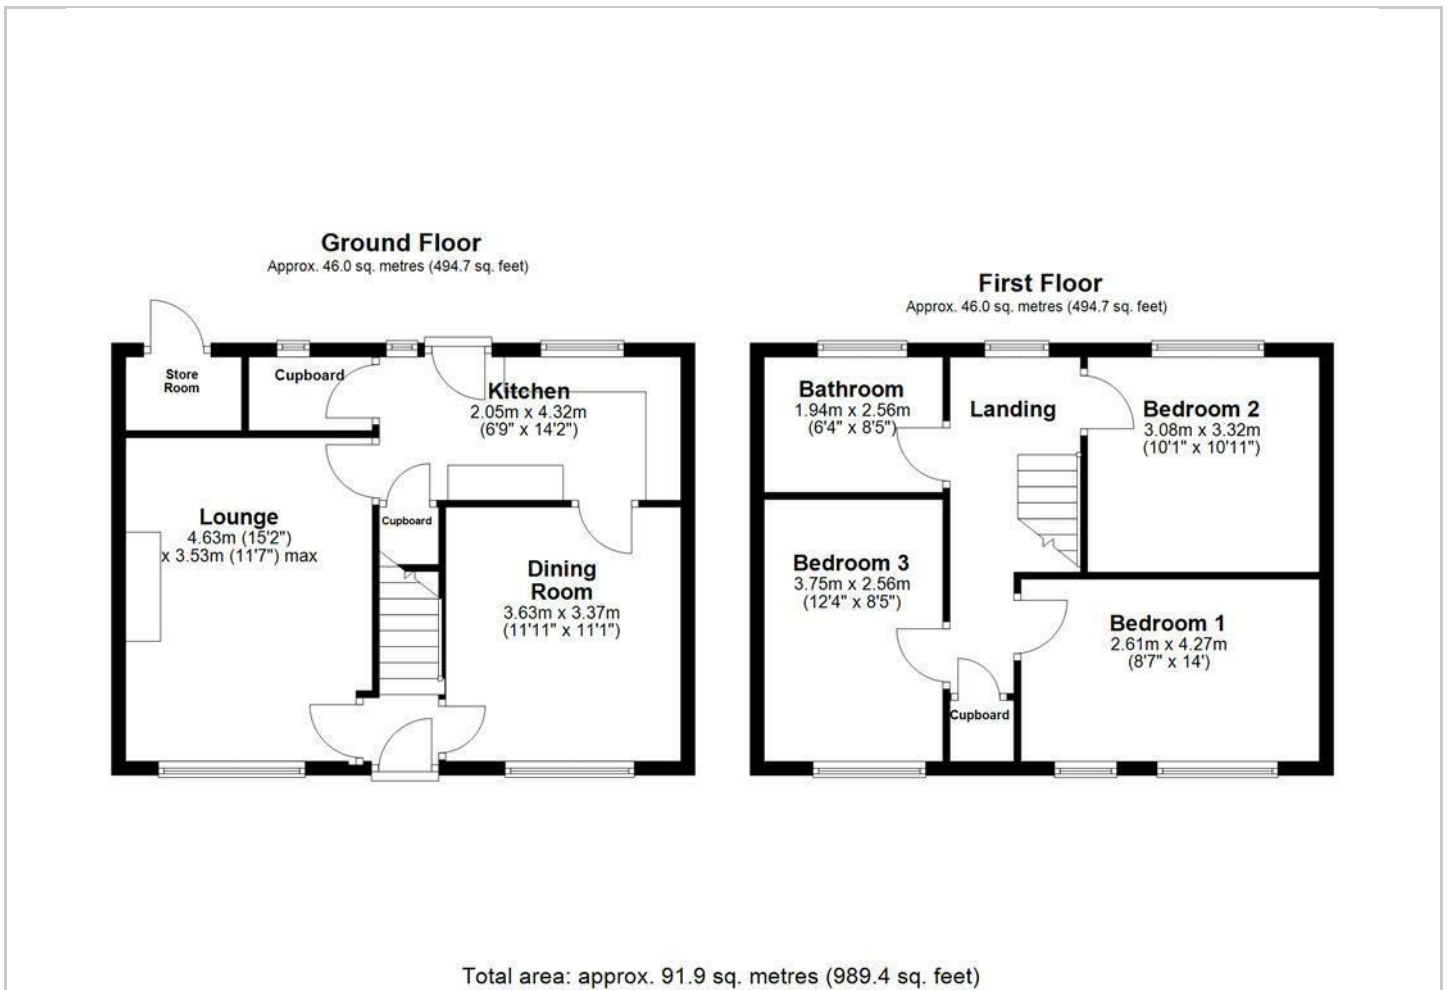 Ground Floor
Approx. 46.0 sq. metres (494.7 sq. feet)
Store
Room
Cupboard
Kitchen
2.05m x 4.32m
(6'9" x 14'2")
Lounge
4.63m (15'2")
x 3.53m (11'7") max
Cupboard
Dining
Room
3.63m x 3.37m
(11'11" x 11'1")
First Floor
Approx. 46.0 sq. metres (494.7 sq. feet)
Bathroom
1.94m x 2.56m
(6'4" x 8'5")
Landing
Bedroom 2
3.08m x 3.32m
(10'1" x 10'11")
Bedroom 3
3.75m x 2.56m
(12'4" x 8'5")
Bedroom 1
2.61m x 4.27m
(8'7" x 14')
Cupboard
Total area: approx. 91.9 sq. metres (989.4 sq. feet)